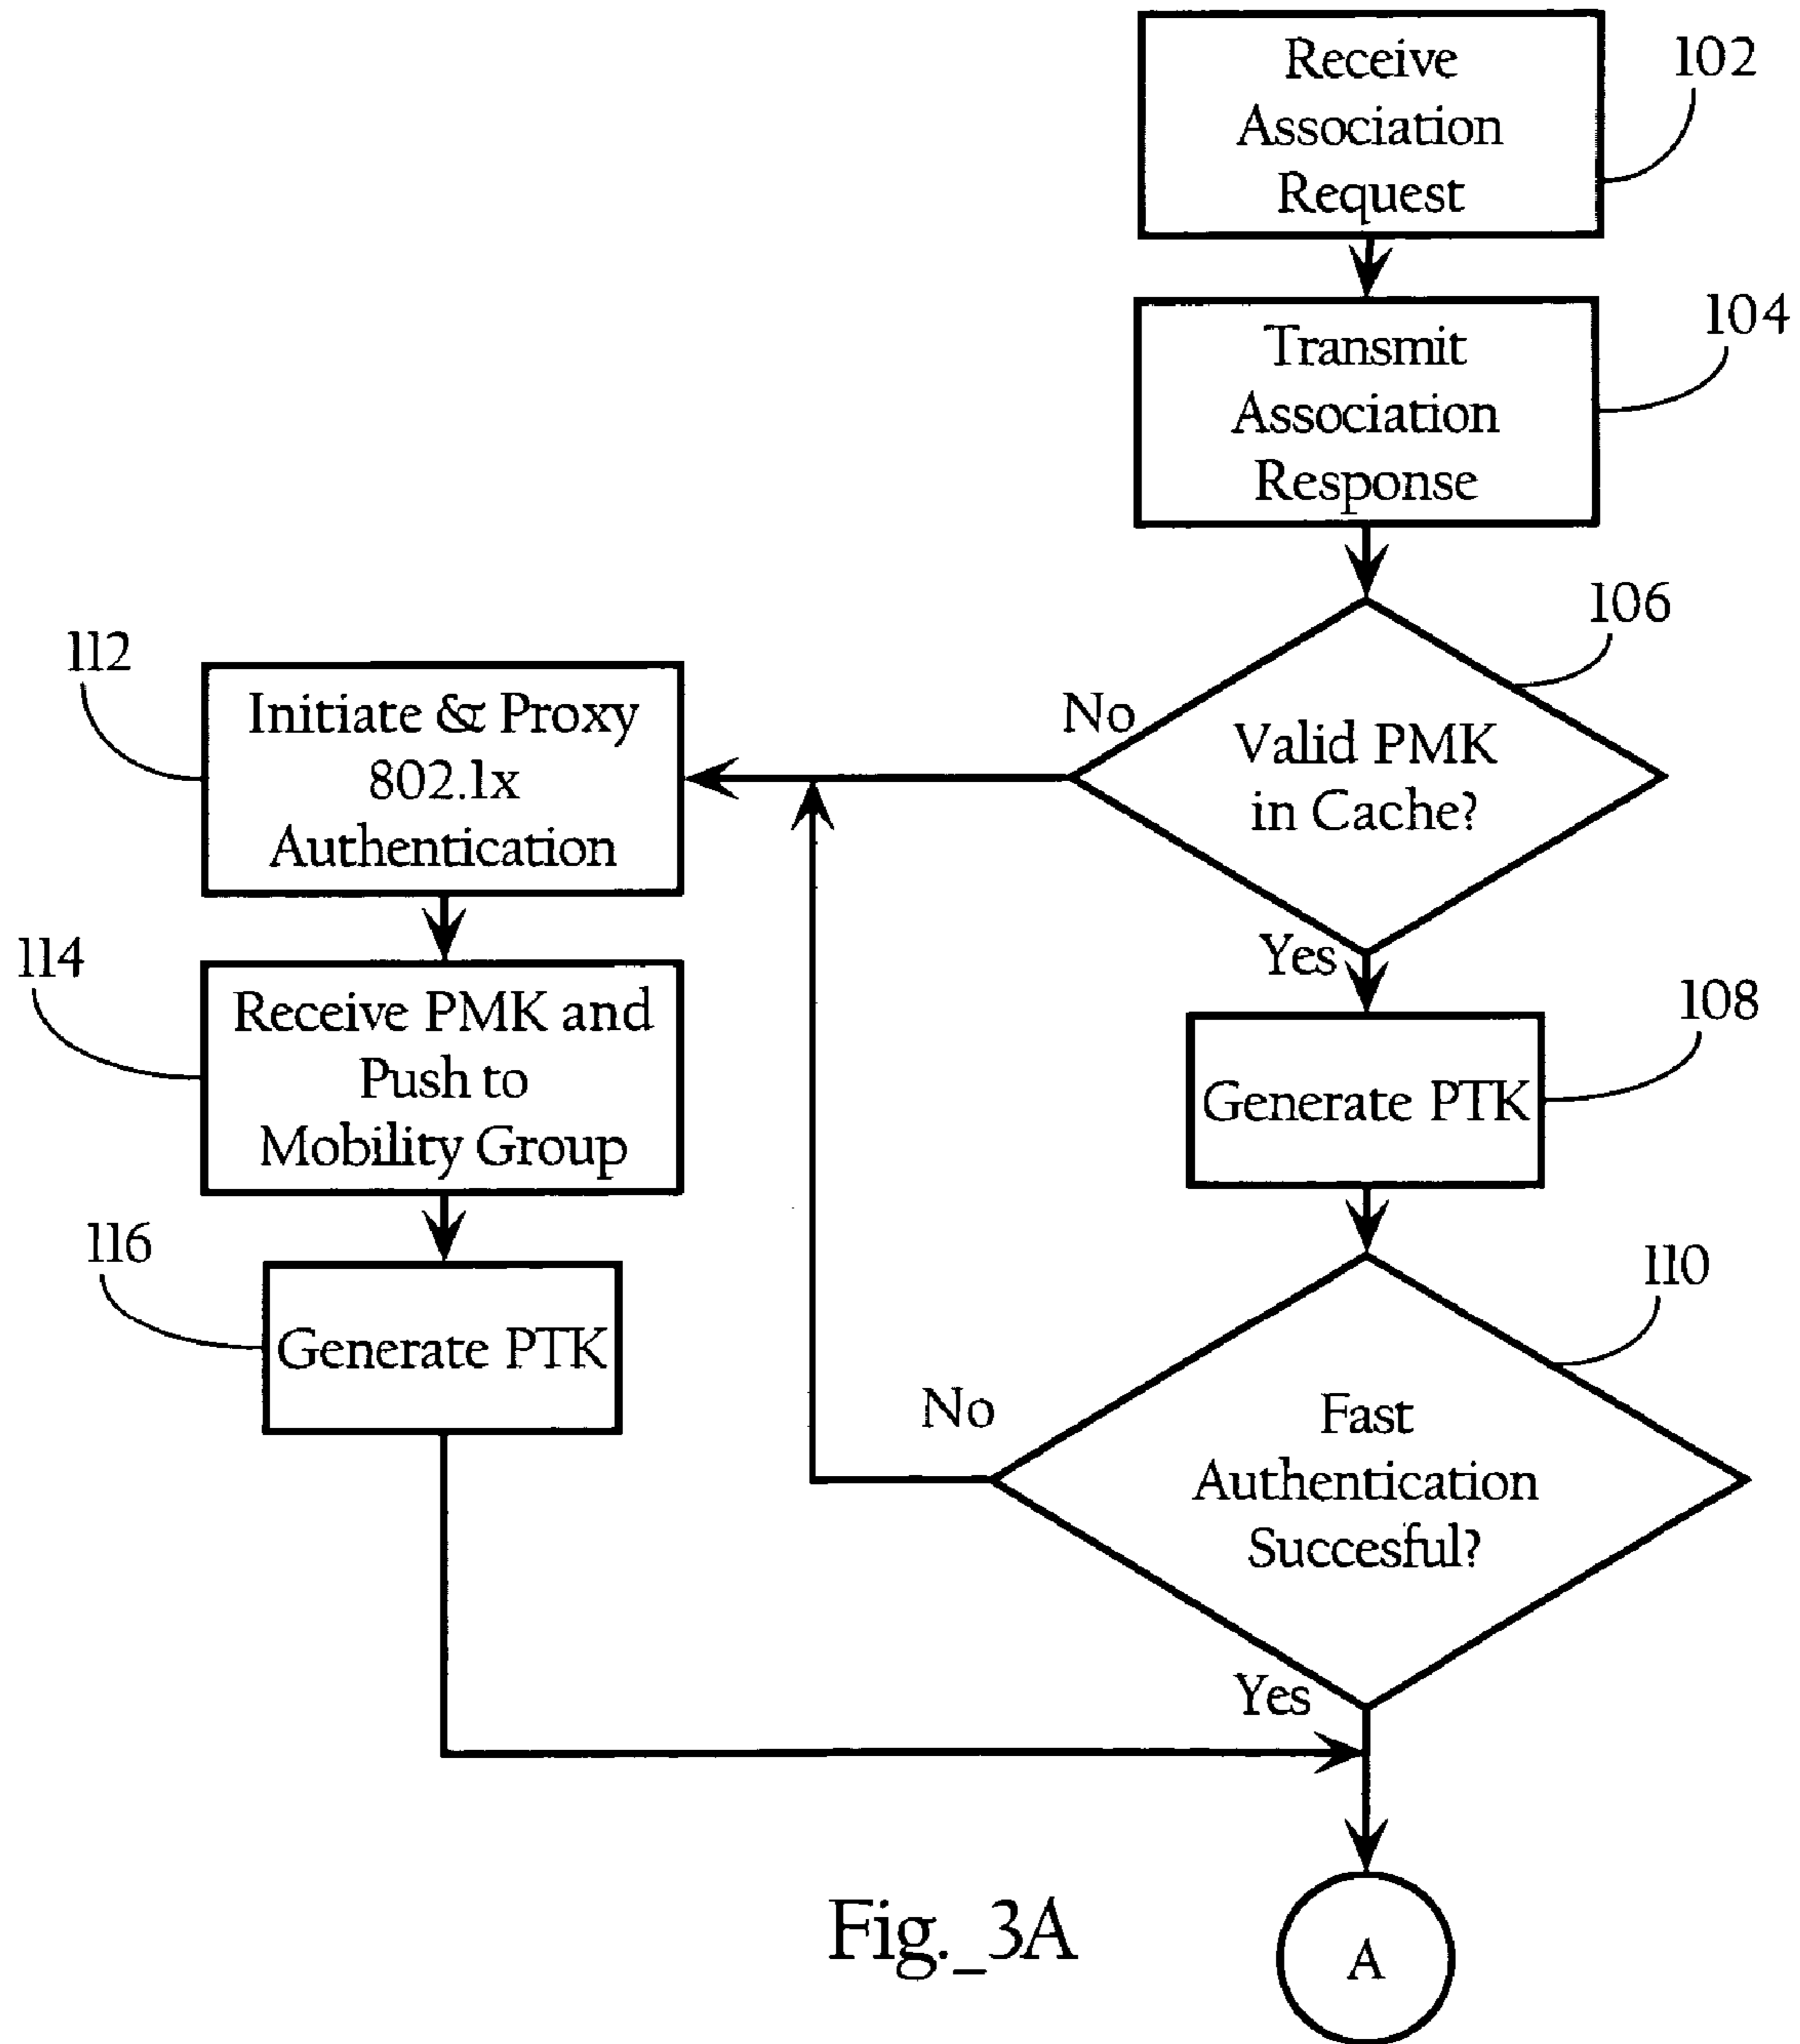 Receive
Association
Request
102
Transmit
Association
Response
104
106
Valid PMK
in Cache?
No
Yes
112
Initiate & Proxy
802.1x
Authentication
114
Receive PMK and
Push to
Mobility Group
108
Generate PTK
116
Generate PTK
110
Fast
Authentication
Succesful?
No
Yes
A
Fig._3A